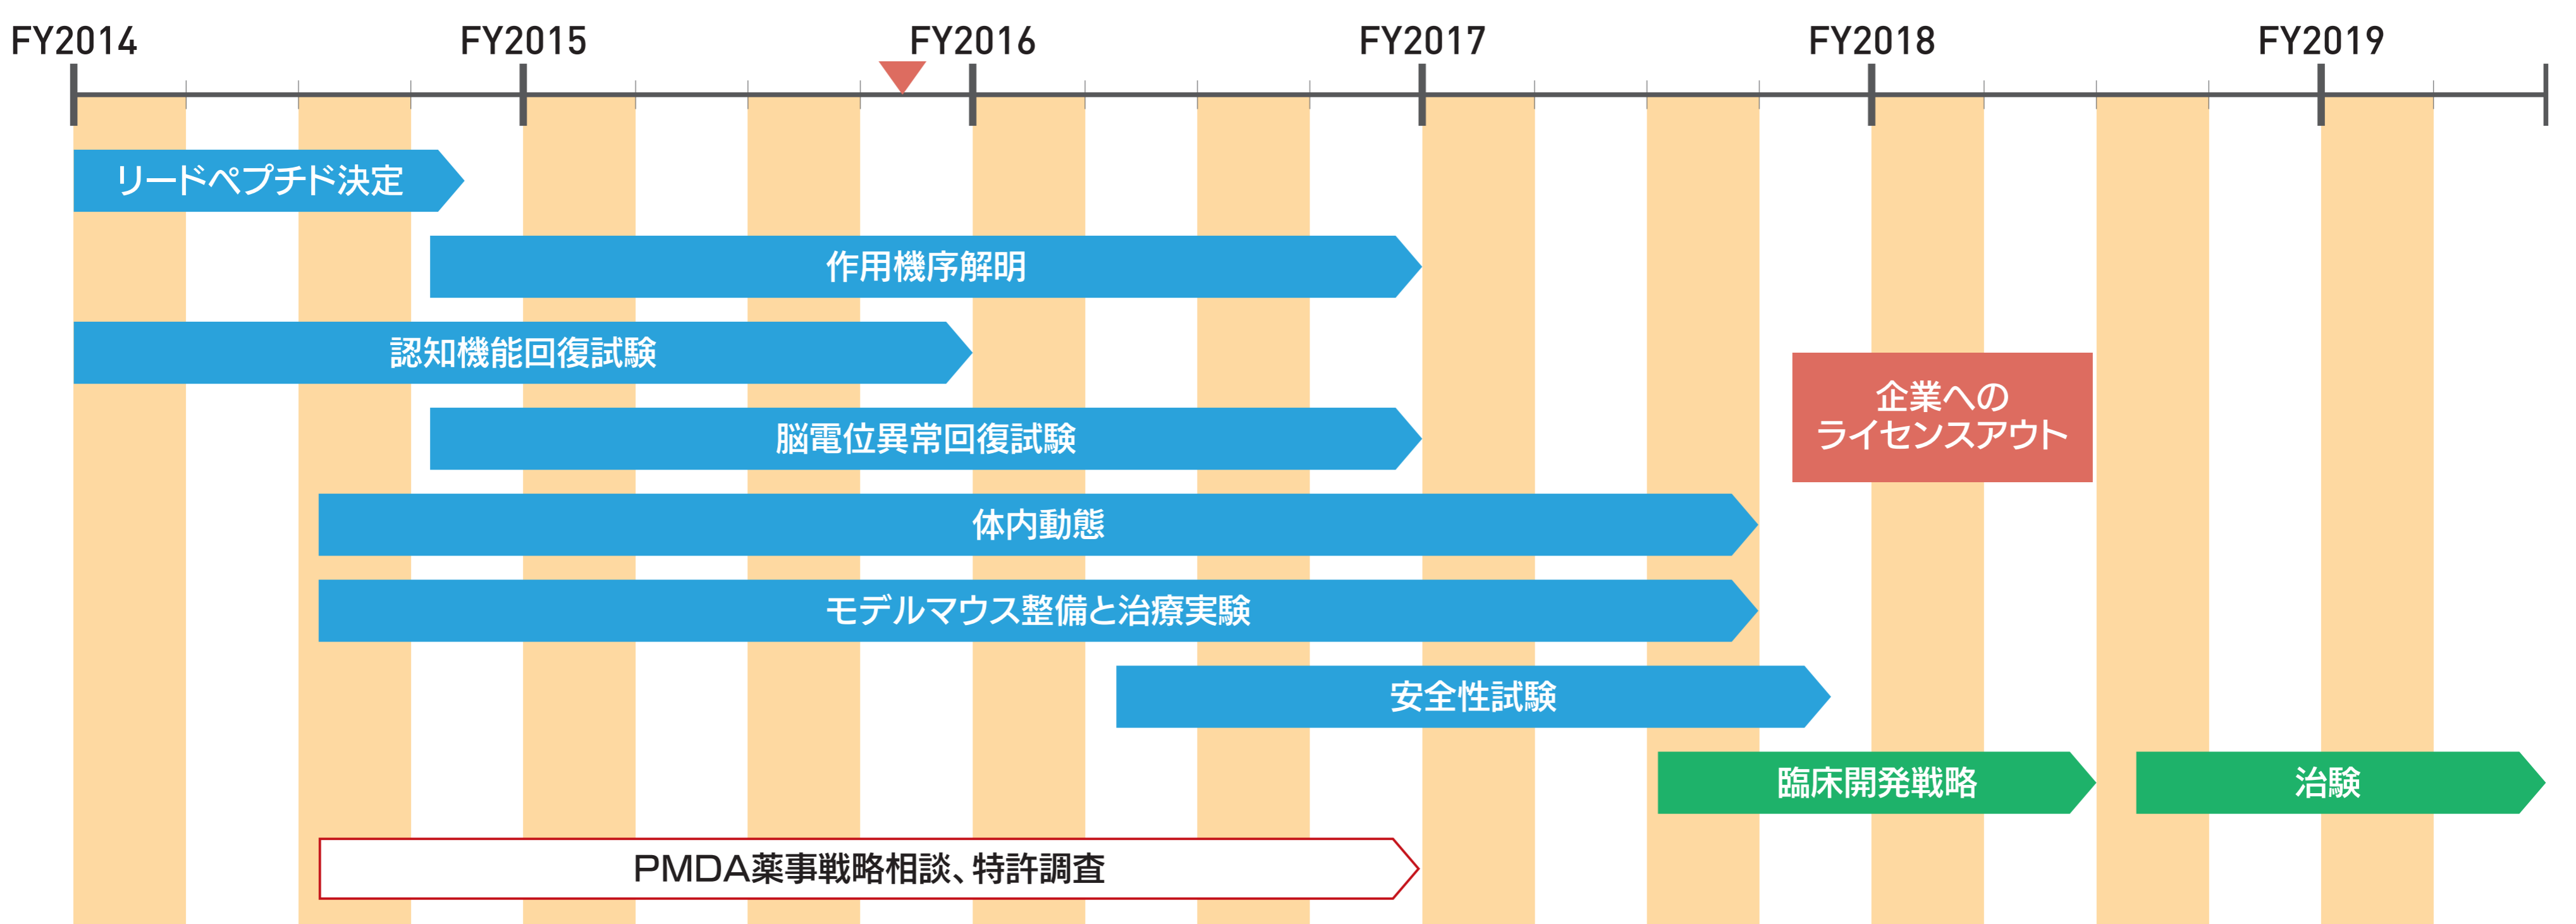 FY2014
FY2015
FY2016
FY2017
FY2018
FY2019
リードペプチド決定
作用機序解明
認知機能回復試験
企業への
ライセンスアウト
脳電位異常回復試験
体内動態
モデルマウス整備と治療実験
安全性試験
臨床開発戦略
治験
PMDA薬事戦略相談、特許調査